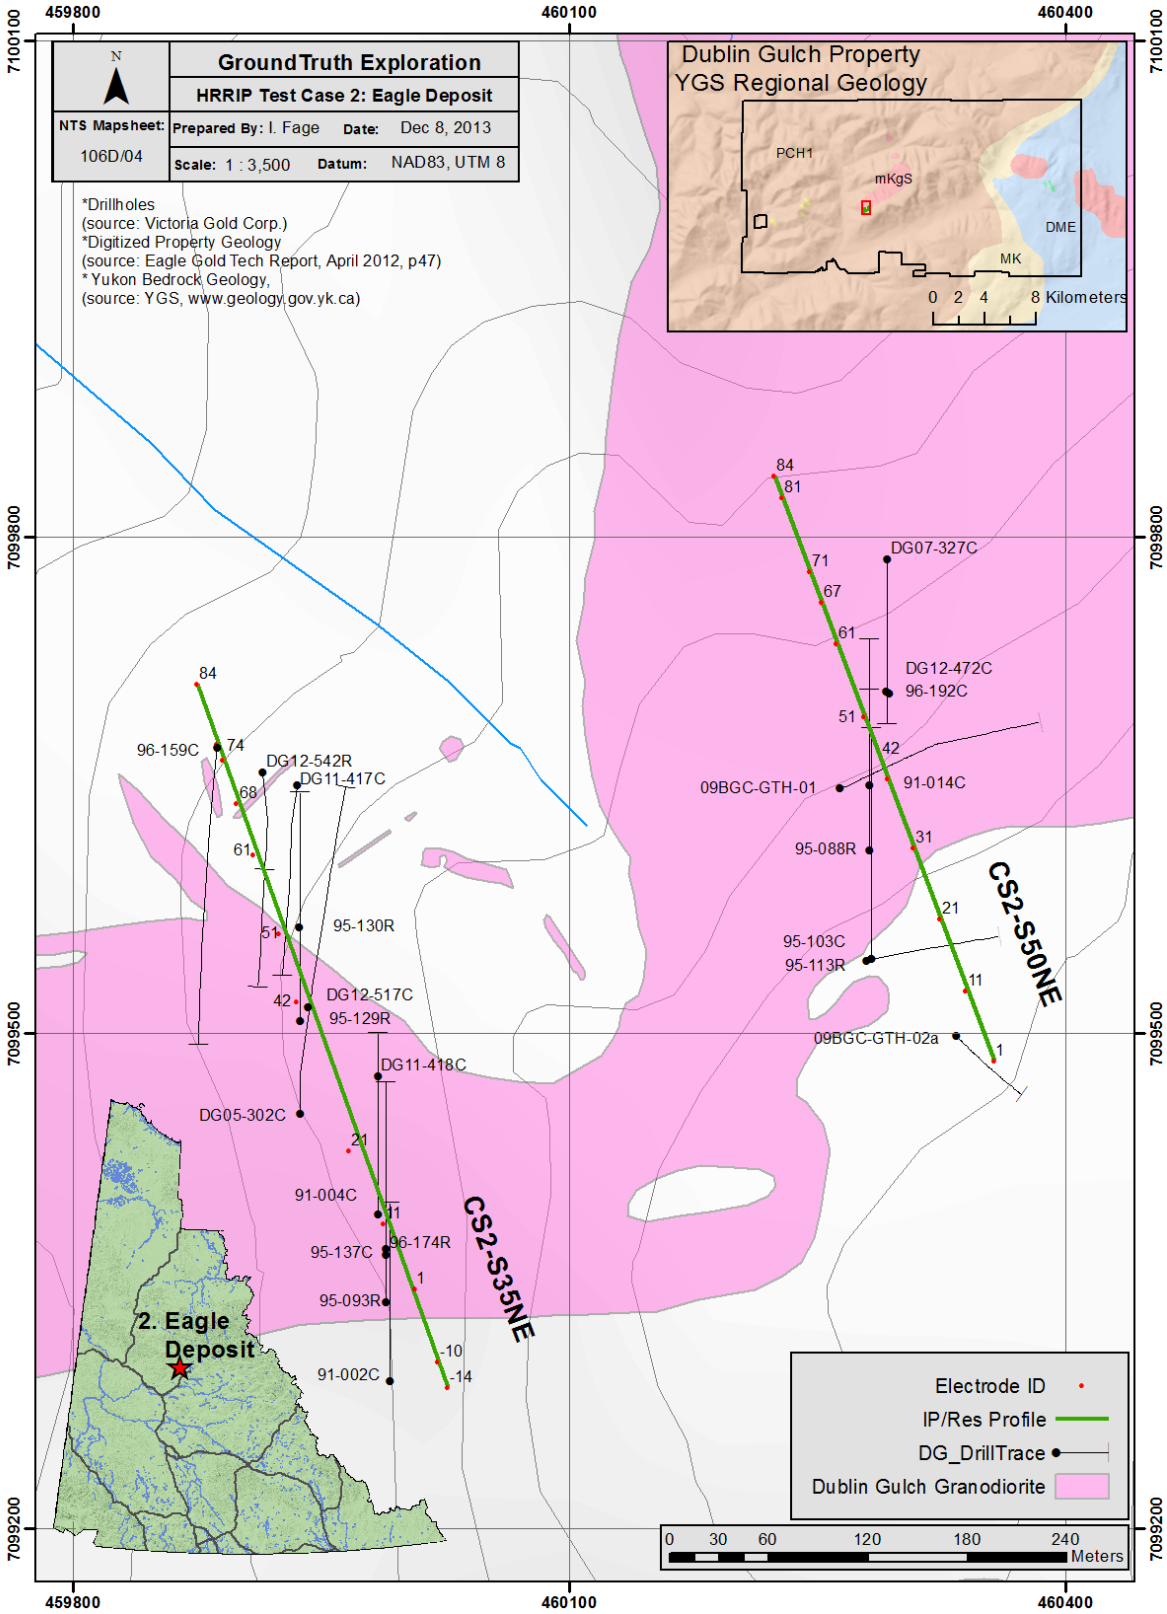 459800
460100
460400
7100100
7100100
N
GroundTruth Exploration
HRRIP Test Case 2: Eagle Deposit
NTS Mapsheet:
106D/04
Prepared By: I. Fage Date: Dec 8, 2013
Scale: 1 : 3,500 Datum: NAD83, UTM 8
*Drillholes
(source: Victoria Gold Corp.)
*Digitized Property Geology
(source: Eagle Gold Tech Report, April 2012, p47)
* Yukon Bedrock Geology,
(source: YGS, www.geology.gov.yk.ca)
Dublin Gulch Property
YGS Regional Geology
PCH1
mKgS
DME
MK
0 2 4 8 Kilometers
84
81
7099800
7099800
DG07-327C
71
67
61
DG12-472C
96-192C
51
42
09BGC-GTH-01
91-014C
95-088R
31
21
95-103C
95-113R
11
09BGC-GTH-02a
1
CS2-S50NE
84
96-159C
74
DG12-542R
DG11-417C
68
61
95-130R
51
DG12-517C
42
95-129R
7099500
7099500
DG11-418C
DG05-302C
21
91-004C
11
96-174R
95-137C
1
95-093R
-10
91-002C
-14
CS2-S35NE
2. Eagle
Deposit
Electrode ID
IP/Res Profile
DG_DrillTrace
Dublin Gulch Granodiorite
7099200
7099200
0 30 60 120 180 240
Meters
459800
460100
460400